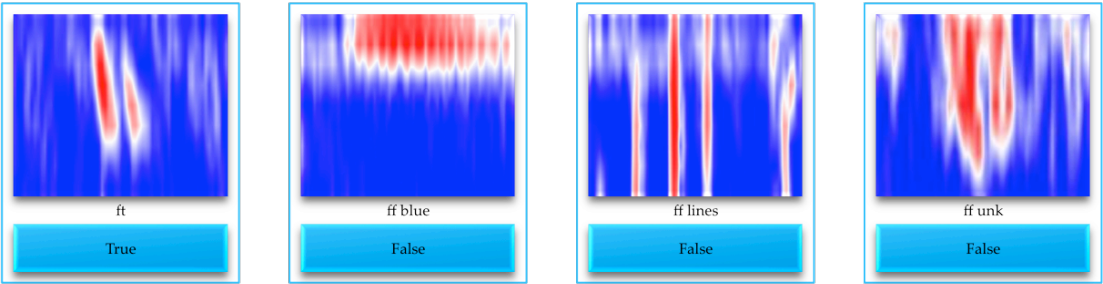 ft
True
ff blue
False
ff lines
False
ff unk
False